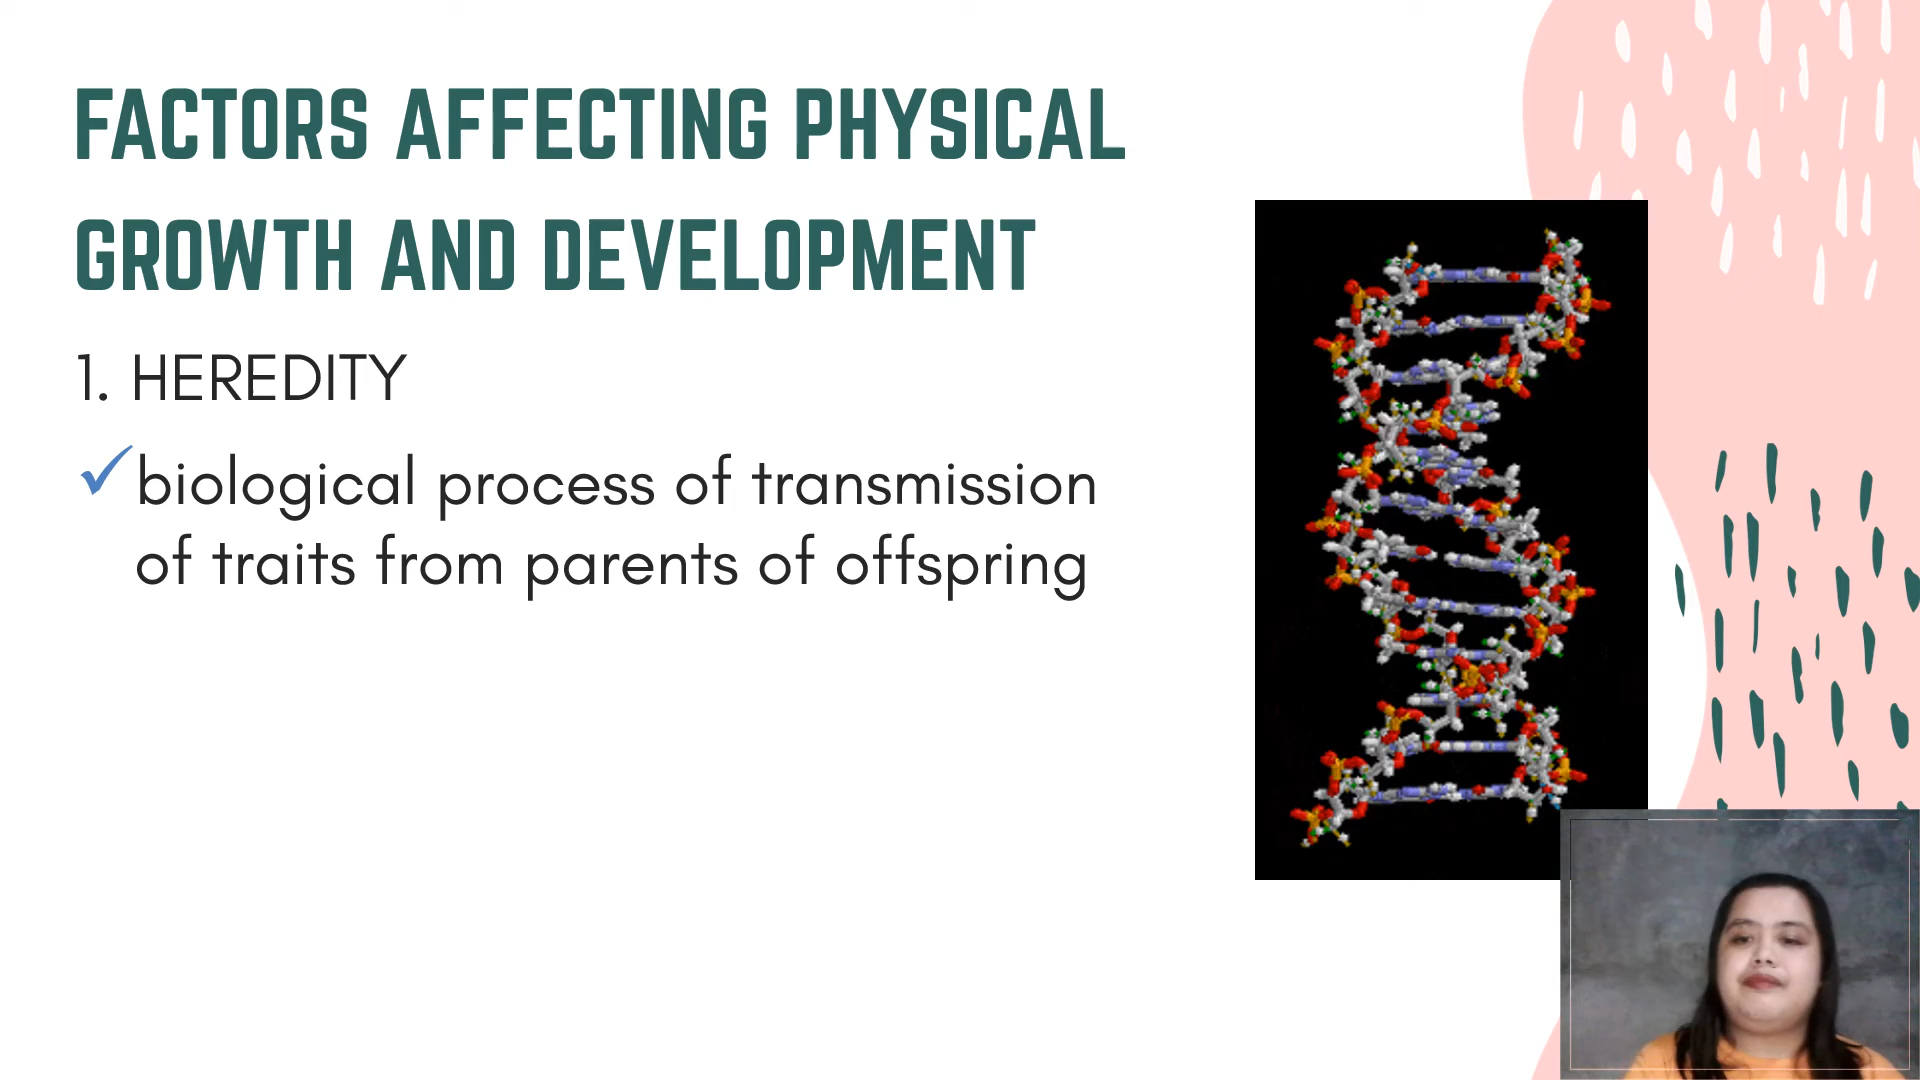 FACTORS AFFECTING PHYSICAL
GROWTH AND DEVELOPMENT
1. HEREDITY
✓biological process of transmission
of traits from parents of offspring